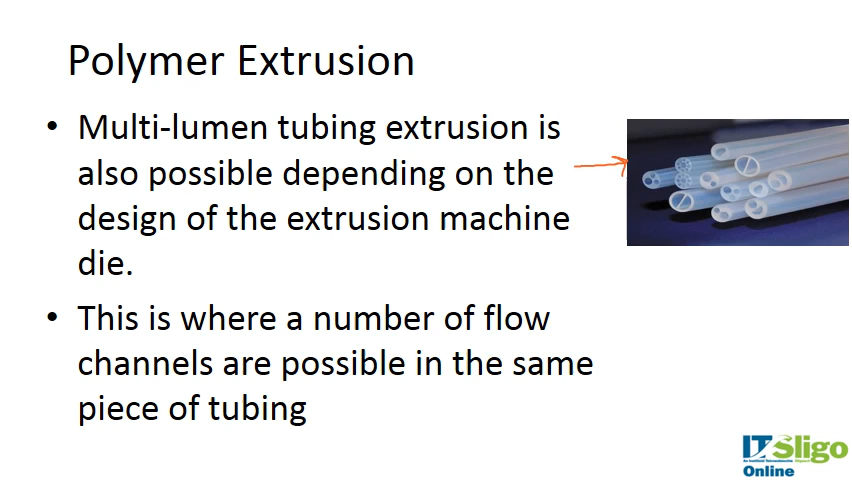 Polymer Extrusion
• Multi-lumen tubing extrusion is
also possible depending on the
design of the extrusion machine
die.
• This is where a number of flow
channels are possible in the same
piece of tubing
IT Sligo
Online